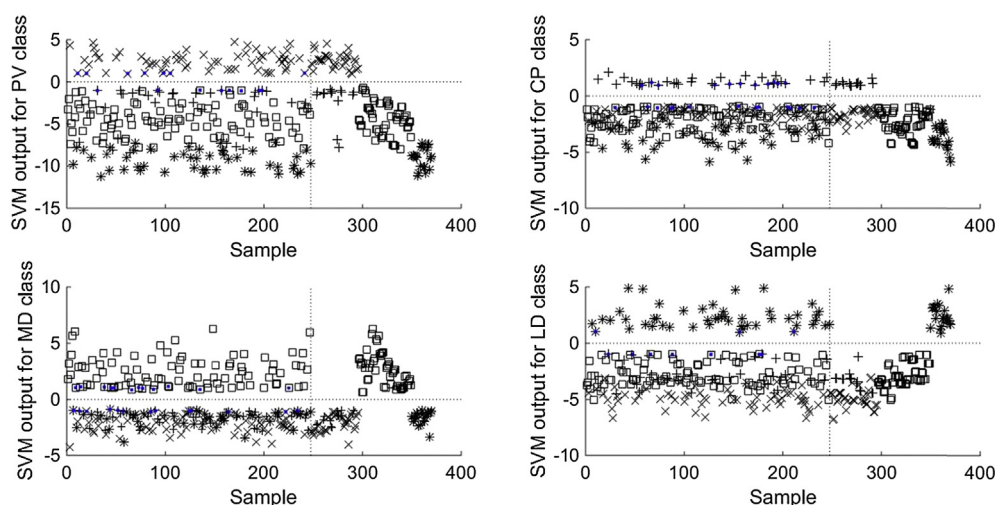 SVM output for PV class
5
0
-5
-10
-15
0 100 200 300 400
Sample
SVM output for CP class
5
0
-5
-10
0 100 200 300 400
Sample
SVM output for MD class
10
5
0
-5
0 100 200 300 400
Sample
SVM output for LD class
5
0
-5
-10
0 100 200 300 400
Sample